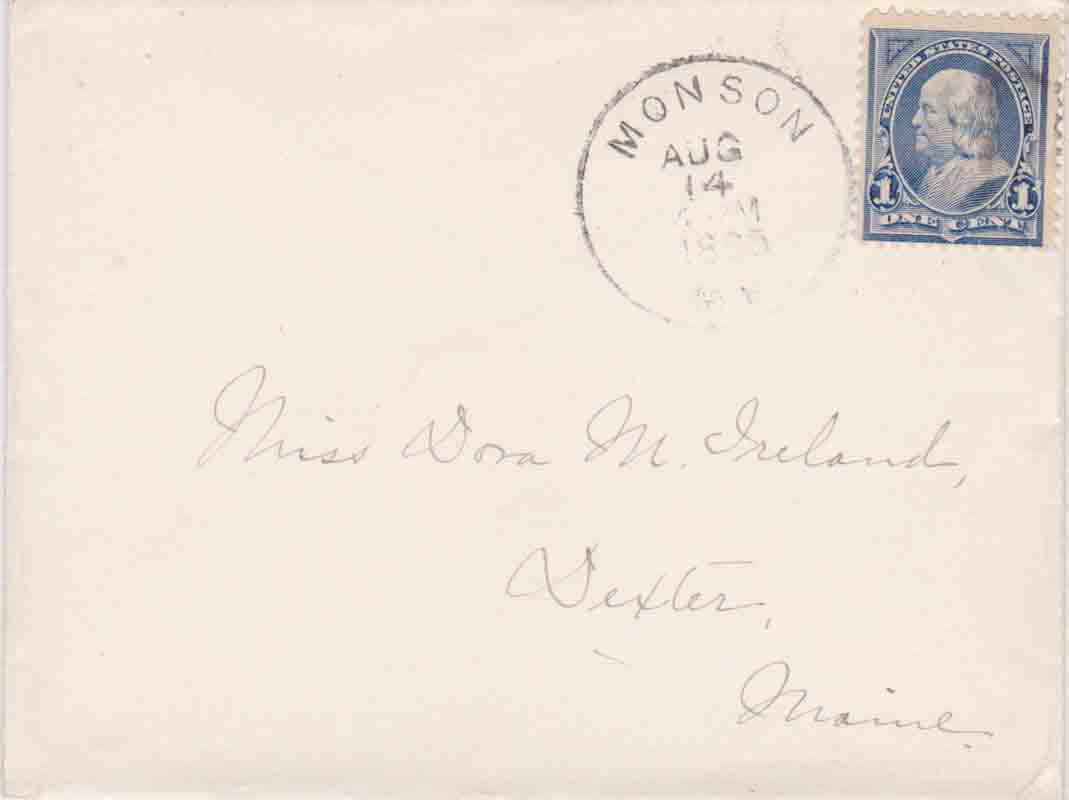 MONSON
AUG
14
UNITED STATES POSTAGE
1 1
ONE CENT
Miss Dora M. Ireland,
Dexter,
Maine.